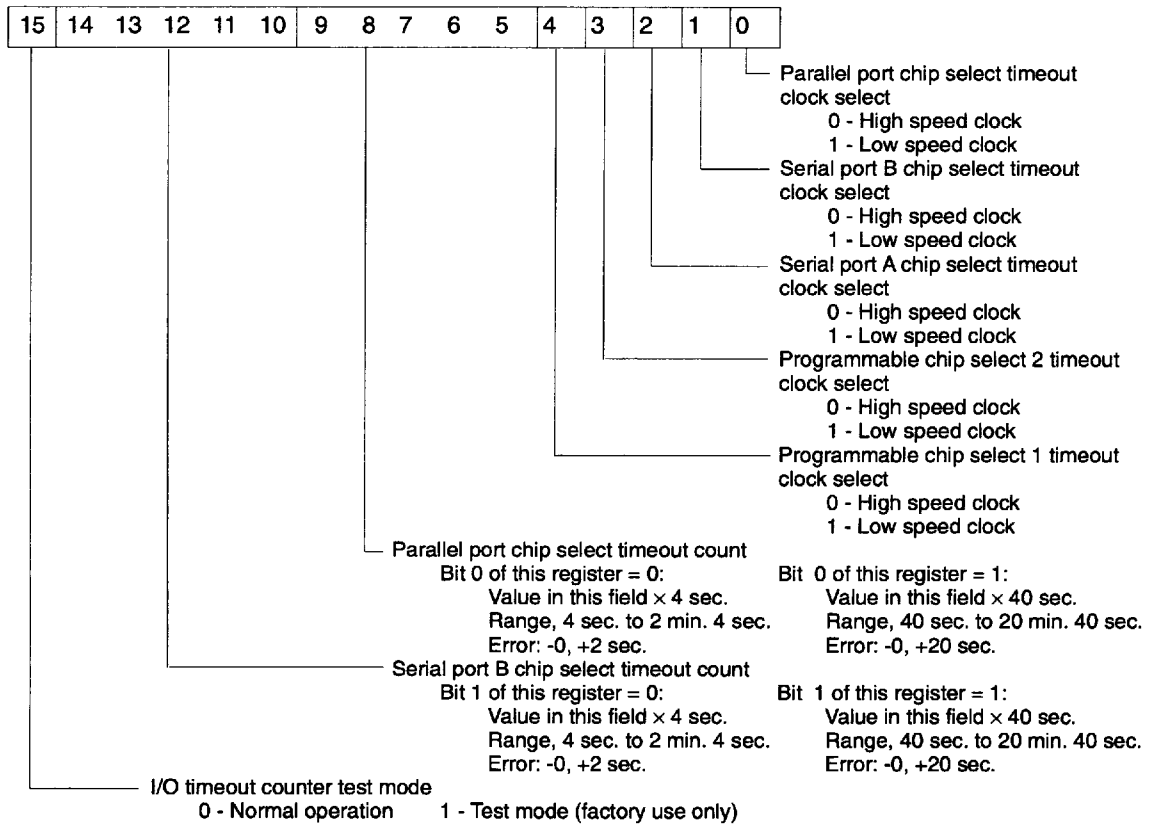 15 14 13 12 11 10 9 8 7 6 5 4 3 2 1 0
Parallel port chip select timeout
clock select
0 - High speed clock
1 - Low speed clock
Serial port B chip select timeout
clock select
0 - High speed clock
1 - Low speed clock
Serial port A chip select timeout
clock select
0 - High speed clock
1 - Low speed clock
Programmable chip select 2 timeout
clock select
0 - High speed clock
1 - Low speed clock
Programmable chip select 1 timeout
clock select
0 - High speed clock
1 - Low speed clock
Parallel port chip select timeout count
Bit 0 of this register = 0: Bit 0 of this register = 1:
Value in this field × 4 sec. Value in this field × 40 sec.
Range, 4 sec. to 2 min. 4 sec. Range, 40 sec. to 20 min. 40 sec.
Error: -0, +2 sec. Error: -0, +20 sec.
Serial port B chip select timeout count
Bit 1 of this register = 0: Bit 1 of this register = 1:
Value in this field × 4 sec. Value in this field × 40 sec.
Range, 4 sec. to 2 min. 4 sec. Range, 40 sec. to 20 min. 40 sec.
Error: -0, +2 sec. Error: -0, +20 sec.
I/O timeout counter test mode
0 - Normal operation 1 - Test mode (factory use only)